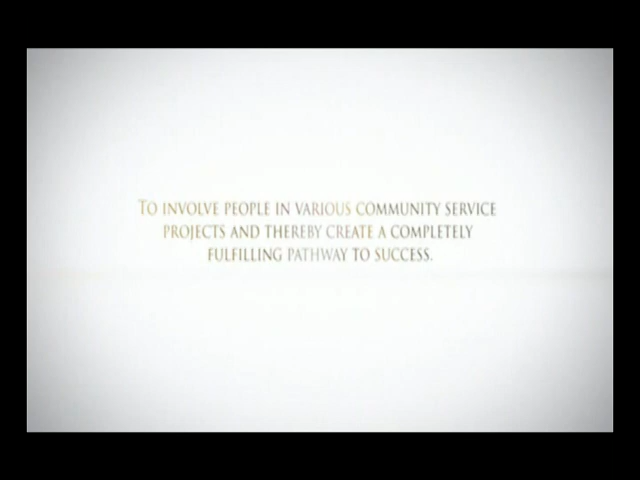 TO INVOLVE PEOPLE IN VARIOUS COMMUNITY SERVICE
PROJECTS AND THEREBY CREATE A COMPLETELY
FULFILLING PATHWAY TO SUCCESS.